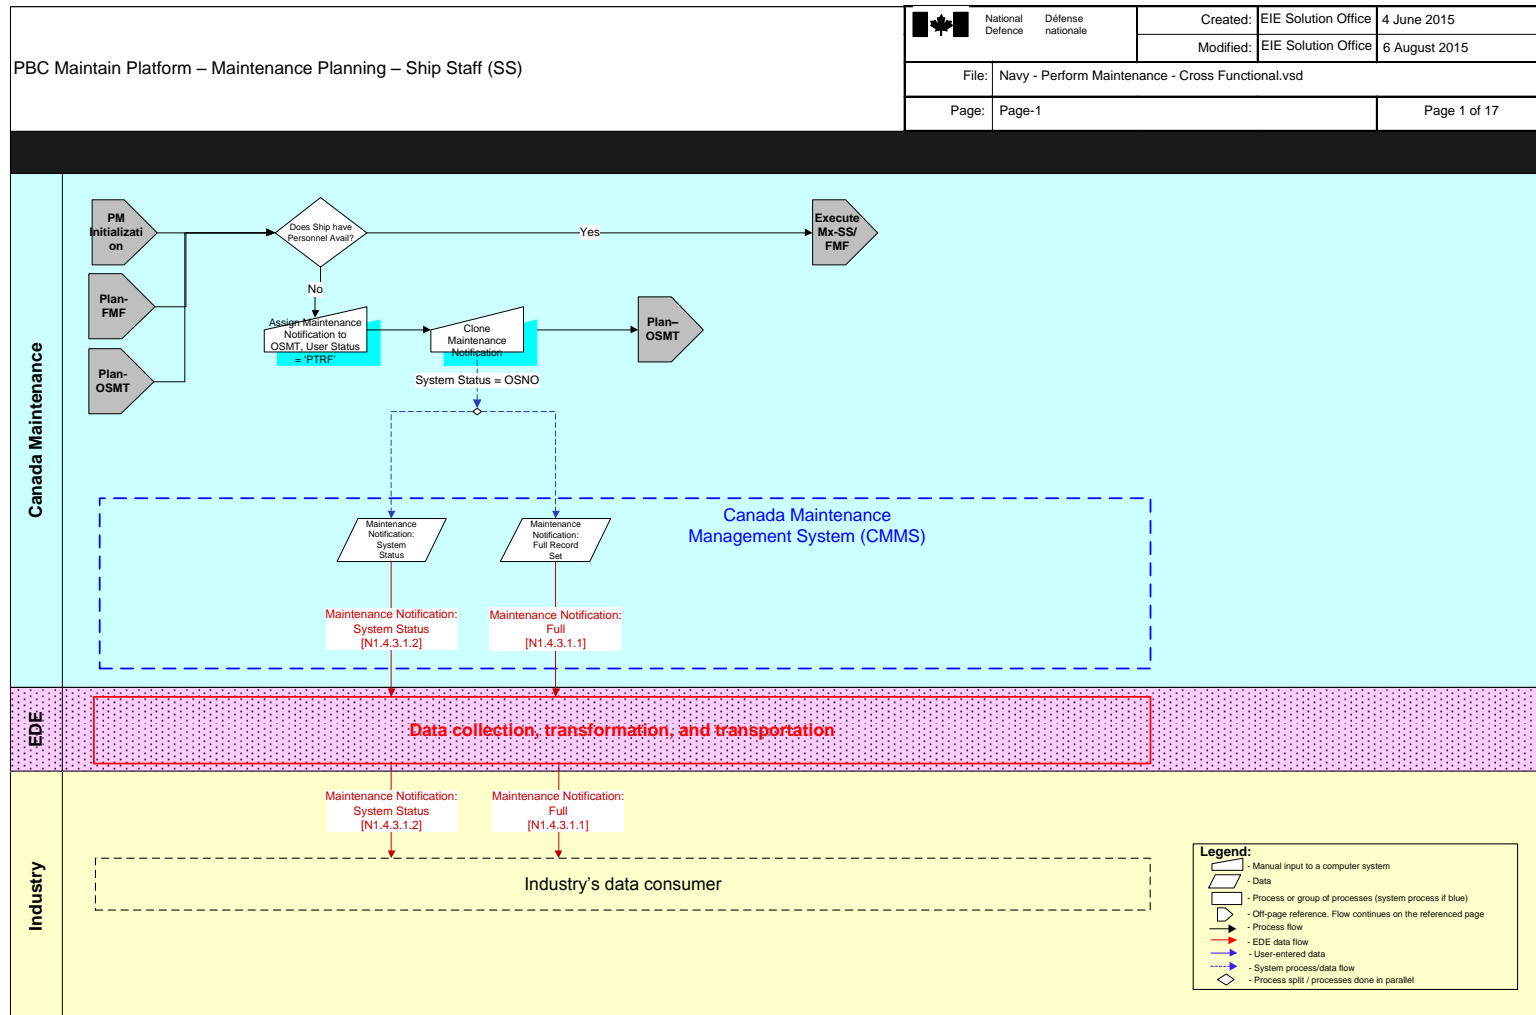 PBC Maintain Platform – Maintenance Planning – Ship Staff (SS)
National Défense
Defence nationale
Created: EIE Solution Office 4 June 2015
Modified: EIE Solution Office 6 August 2015
File: Navy - Perform Maintenance - Cross Functional.vsd
Page: Page-1 Page 1 of 17
Canada Maintenance
PM
Initializati
on
Does Ship have
Personnel Avail?
Yes
Execute
Mx-SS/
FMF
Plan-
FMF
No
Assign Maintenance
Notification to
OSMT, User Status
= 'PTRF'
Clone
Maintenance
Notification
Plan–
OSMT
Plan-
OSMT
System Status = OSNO
Canada Maintenance
Management System (CMMS)
Maintenance
Notification:
System
Status
Maintenance
Notification:
Full Record
Set
Maintenance Notification:
System Status
[N1.4.3.1.2]
Maintenance Notification:
Full
[N1.4.3.1.1]
EDE
Data collection, transformation, and transportation
Industry
Maintenance Notification:
System Status
[N1.4.3.1.2]
Maintenance Notification:
Full
[N1.4.3.1.1]
Industry's data consumer
Legend:
- Manual input to a computer system
- Data
- Process or group of processes (system process if blue)
- Off-page reference. Flow continues on the referenced page
- Process flow
- EDE data flow
- User-entered data
- System process/data flow
- Process split / processes done in parallel